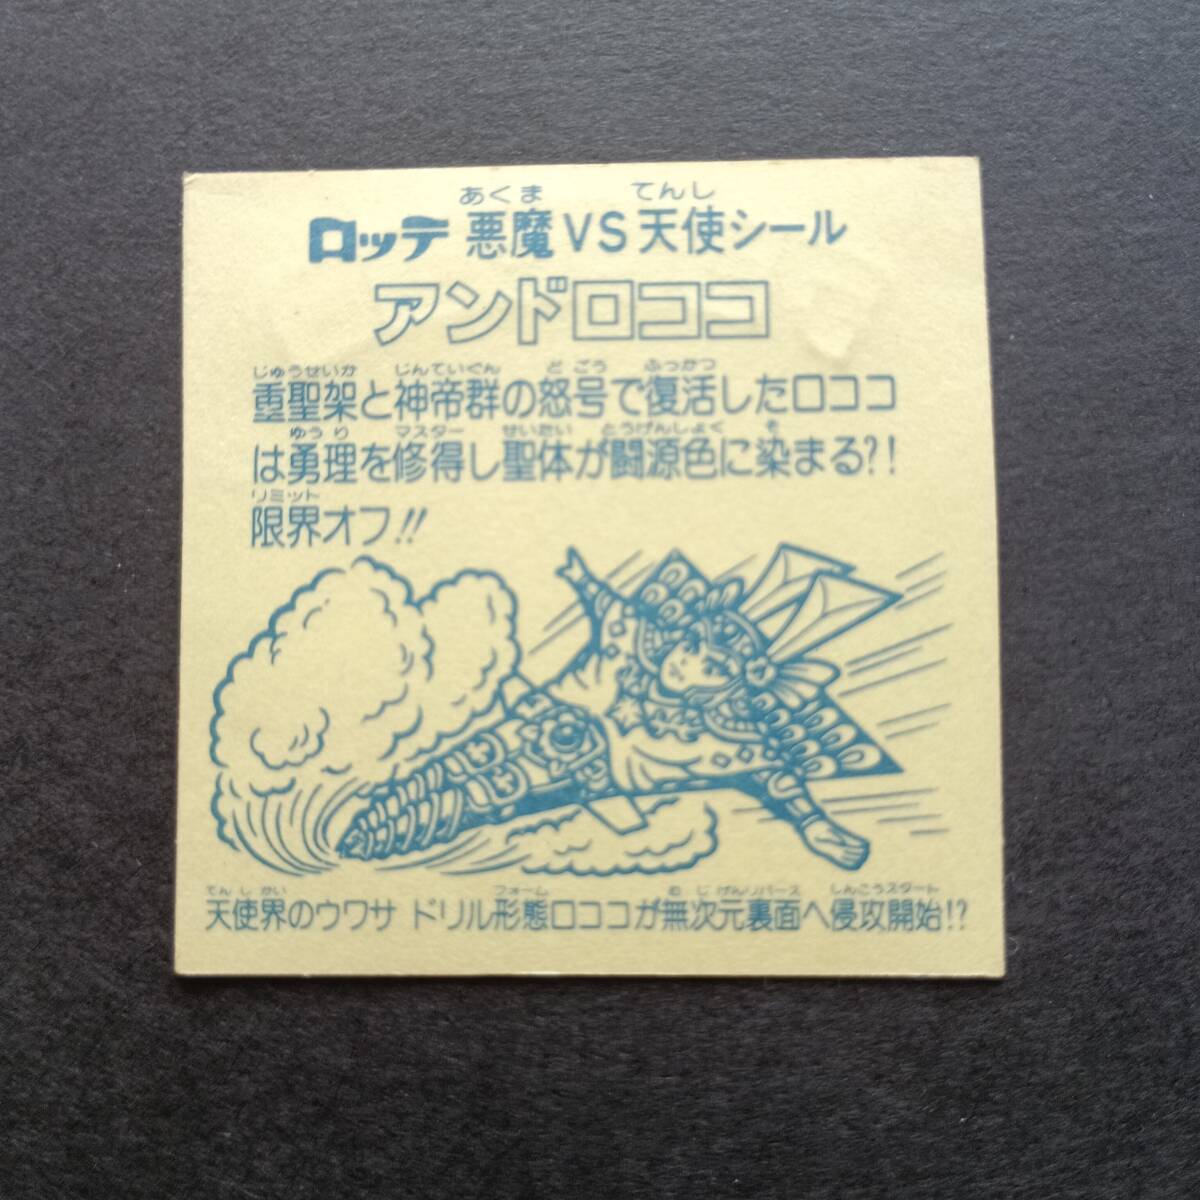 あくま てんし
ロッテ 悪魔VS天使シール
アンドロココ
じゅうせいか じんていぐん どごう ふっかつ
重聖架と神帝群の怒号で復活したロココ
ゆうり マスター せいたい とうげんしょく そ
は勇理を修得し聖体が闘源色に染まる?!
リミット
限界オフ!!
てんしかい フォーム むじげんリバース しんこうスタート
天使界のウワサ ドリル形態ロココが無次元裏面へ侵攻開始!?